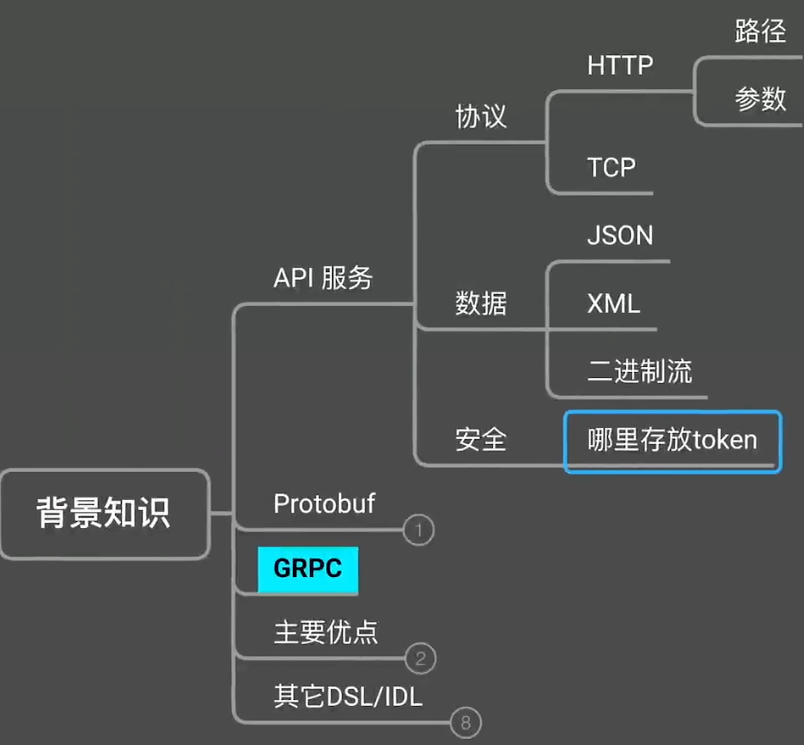 路径
HTTP
参数
协议
TCP
JSON
API 服务
数据
XML
二进制流
安全
哪里存放token
背景知识
Protobuf
1
GRPC
主要优点
2
其它DSL/IDL
8